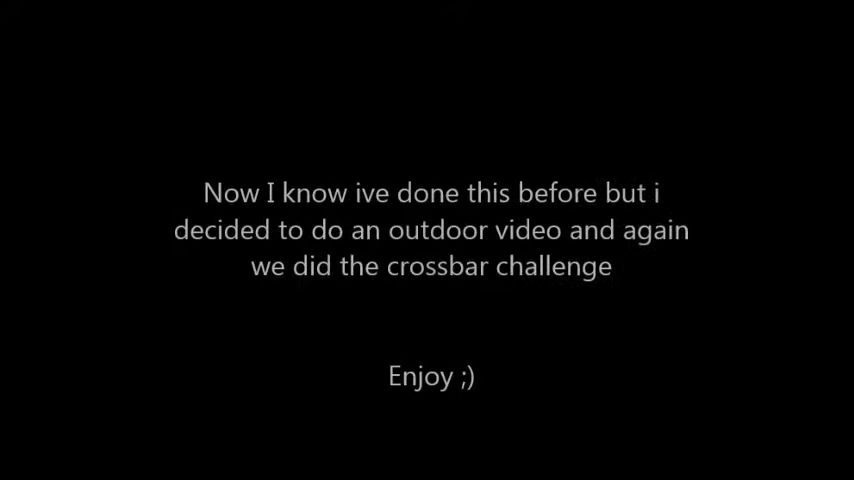 Now I know ive done this before but i
decided to do an outdoor video and again
we did the crossbar challenge
Enjoy ;)